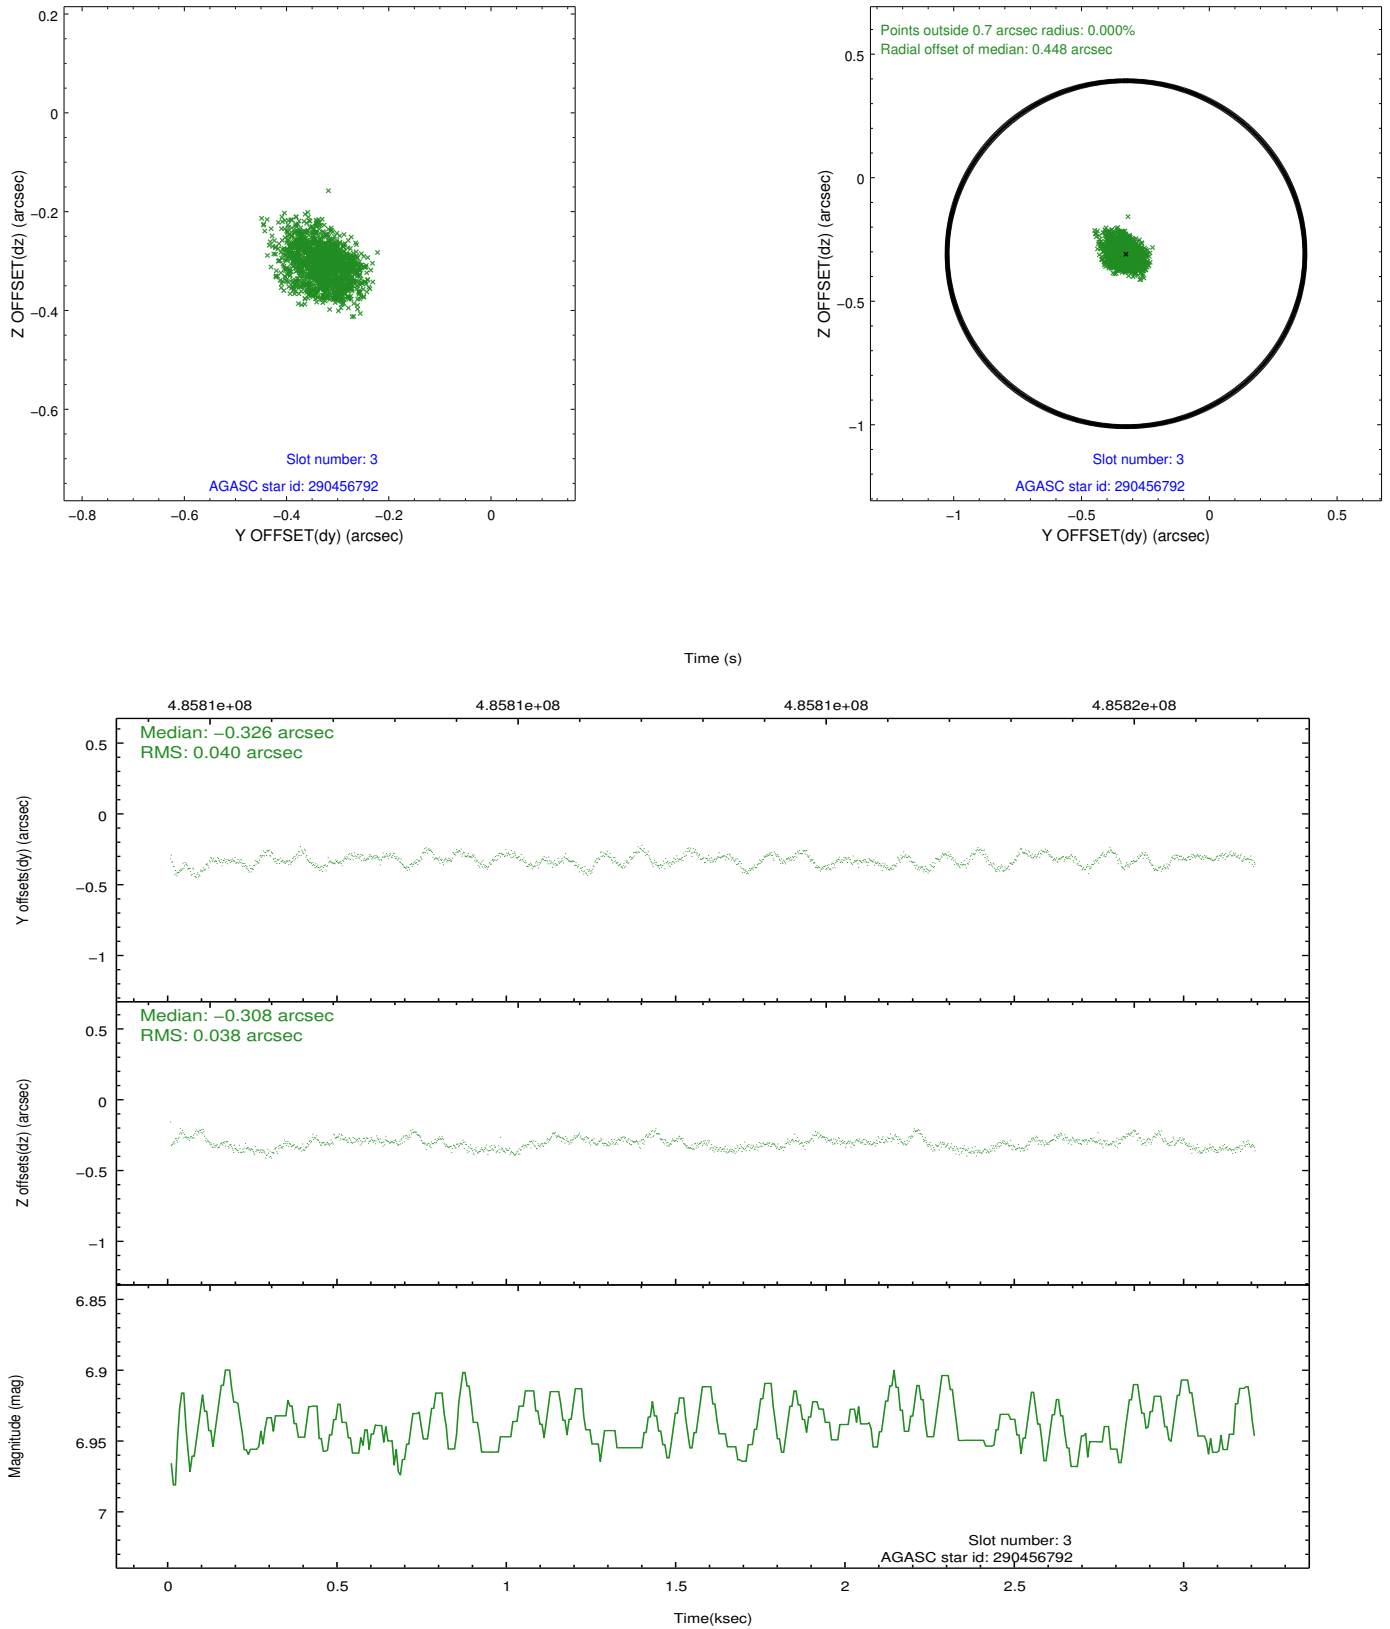 0.2
0
−0.2
−0.4
−0.6
Z OFFSET(dz) (arcsec)
Slot number: 3
AGASC star id: 290456792
−0.8
−0.6
−0.4
−0.2
0
Y OFFSET(dy) (arcsec)
Points outside 0.7 arcsec radius: 0.000%
Radial offset of median: 0.448 arcsec
0.5
0
−0.5
−1
Z OFFSET(dz) (arcsec)
Slot number: 3
AGASC star id: 290456792
−1
−0.5
0
0.5
Y OFFSET(dy) (arcsec)
Time (s)
4.8581e+08
4.8581e+08
4.8581e+08
4.8582e+08
Median: −0.326 arcsec
RMS: 0.040 arcsec
0.5
0
−0.5
−1
Y offsets(dy) (arcsec)
Median: −0.308 arcsec
RMS: 0.038 arcsec
0.5
0
−0.5
−1
Z offsets(dz) (arcsec)
6.85
6.9
6.95
7
Magnitude (mag)
Slot number: 3
AGASC star id: 290456792
0
0.5
1
1.5
2
2.5
3
Time(ksec)